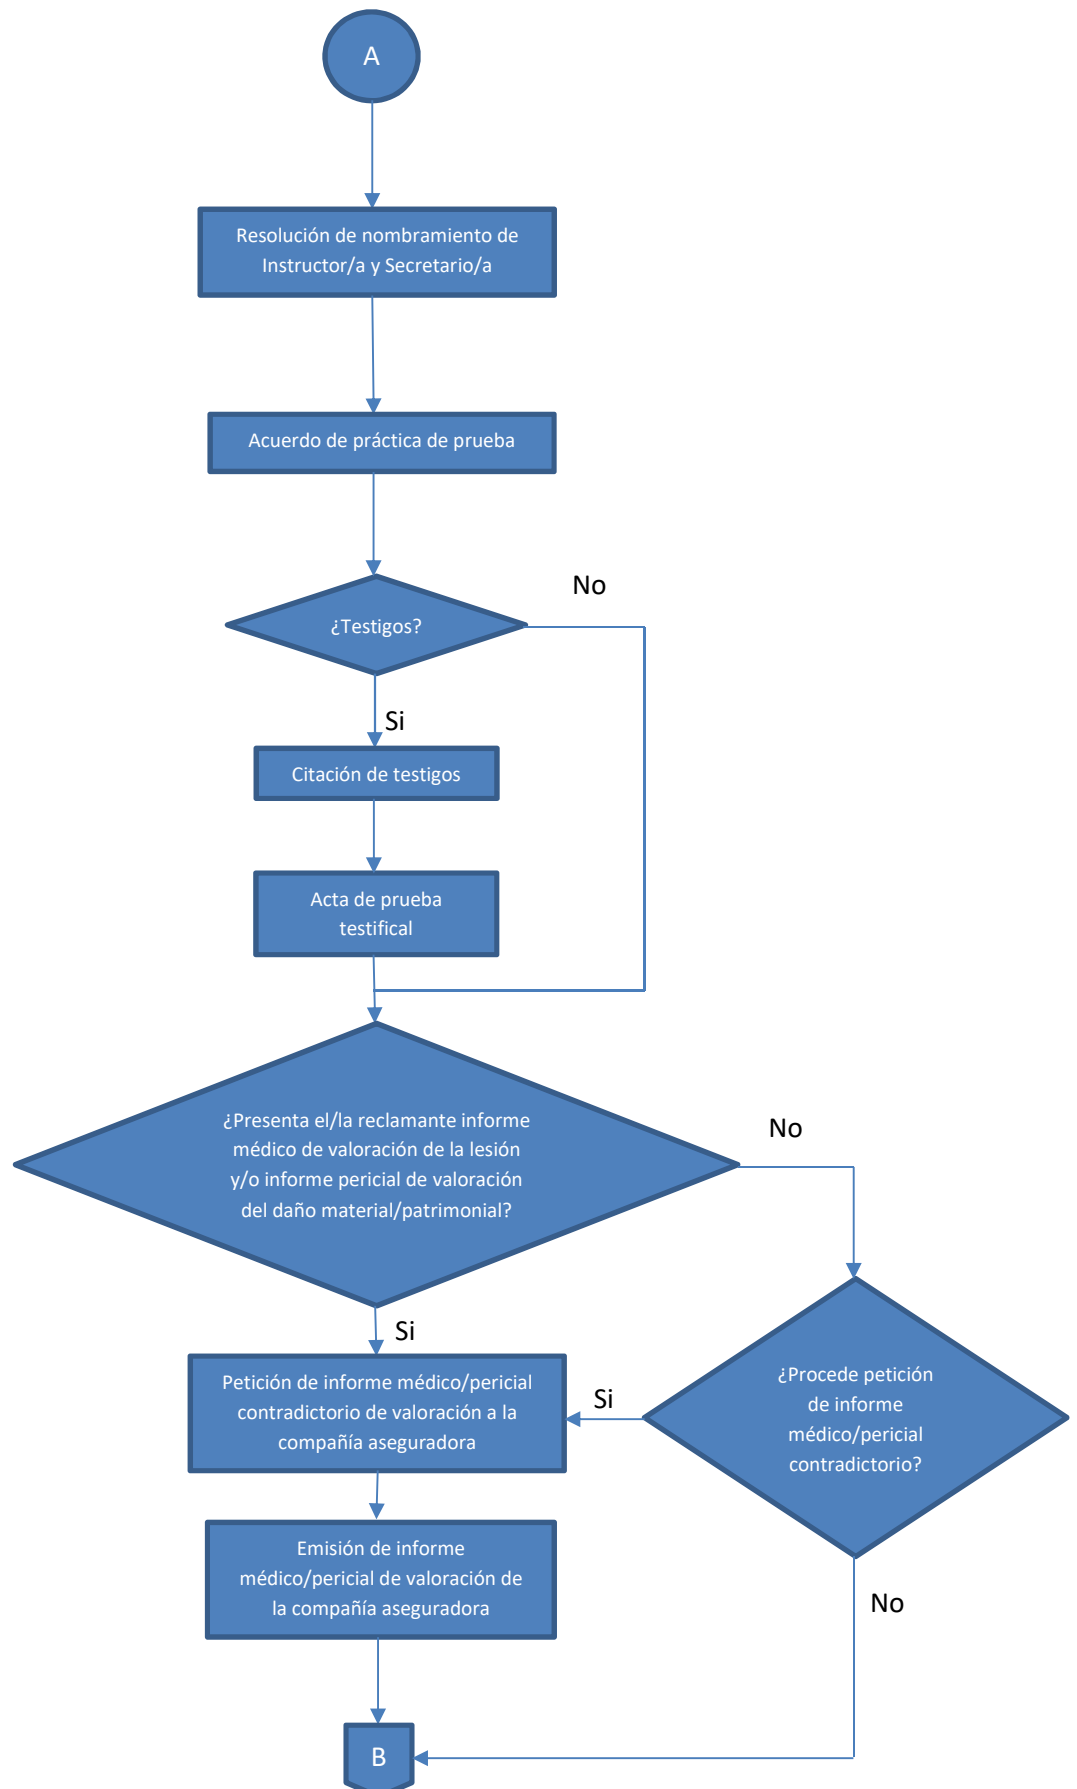 A
Resolución de nombramiento de
Instructor/a y Secretario/a
Acuerdo de práctica de prueba
¿Testigos?
No
Si
Citación de testigos
Acta de prueba
testifical
¿Presenta el/la reclamante informe
médico de valoración de la lesión
y/o informe pericial de valoración
del daño material/patrimonial?
No
Si
Petición de informe médico/pericial
contradictorio de valoración a la
compañía aseguradora
Si
¿Procede petición
de informe
médico/pericial
contradictorio?
Emisión de informe
médico/pericial de valoración de
la compañía aseguradora
No
B